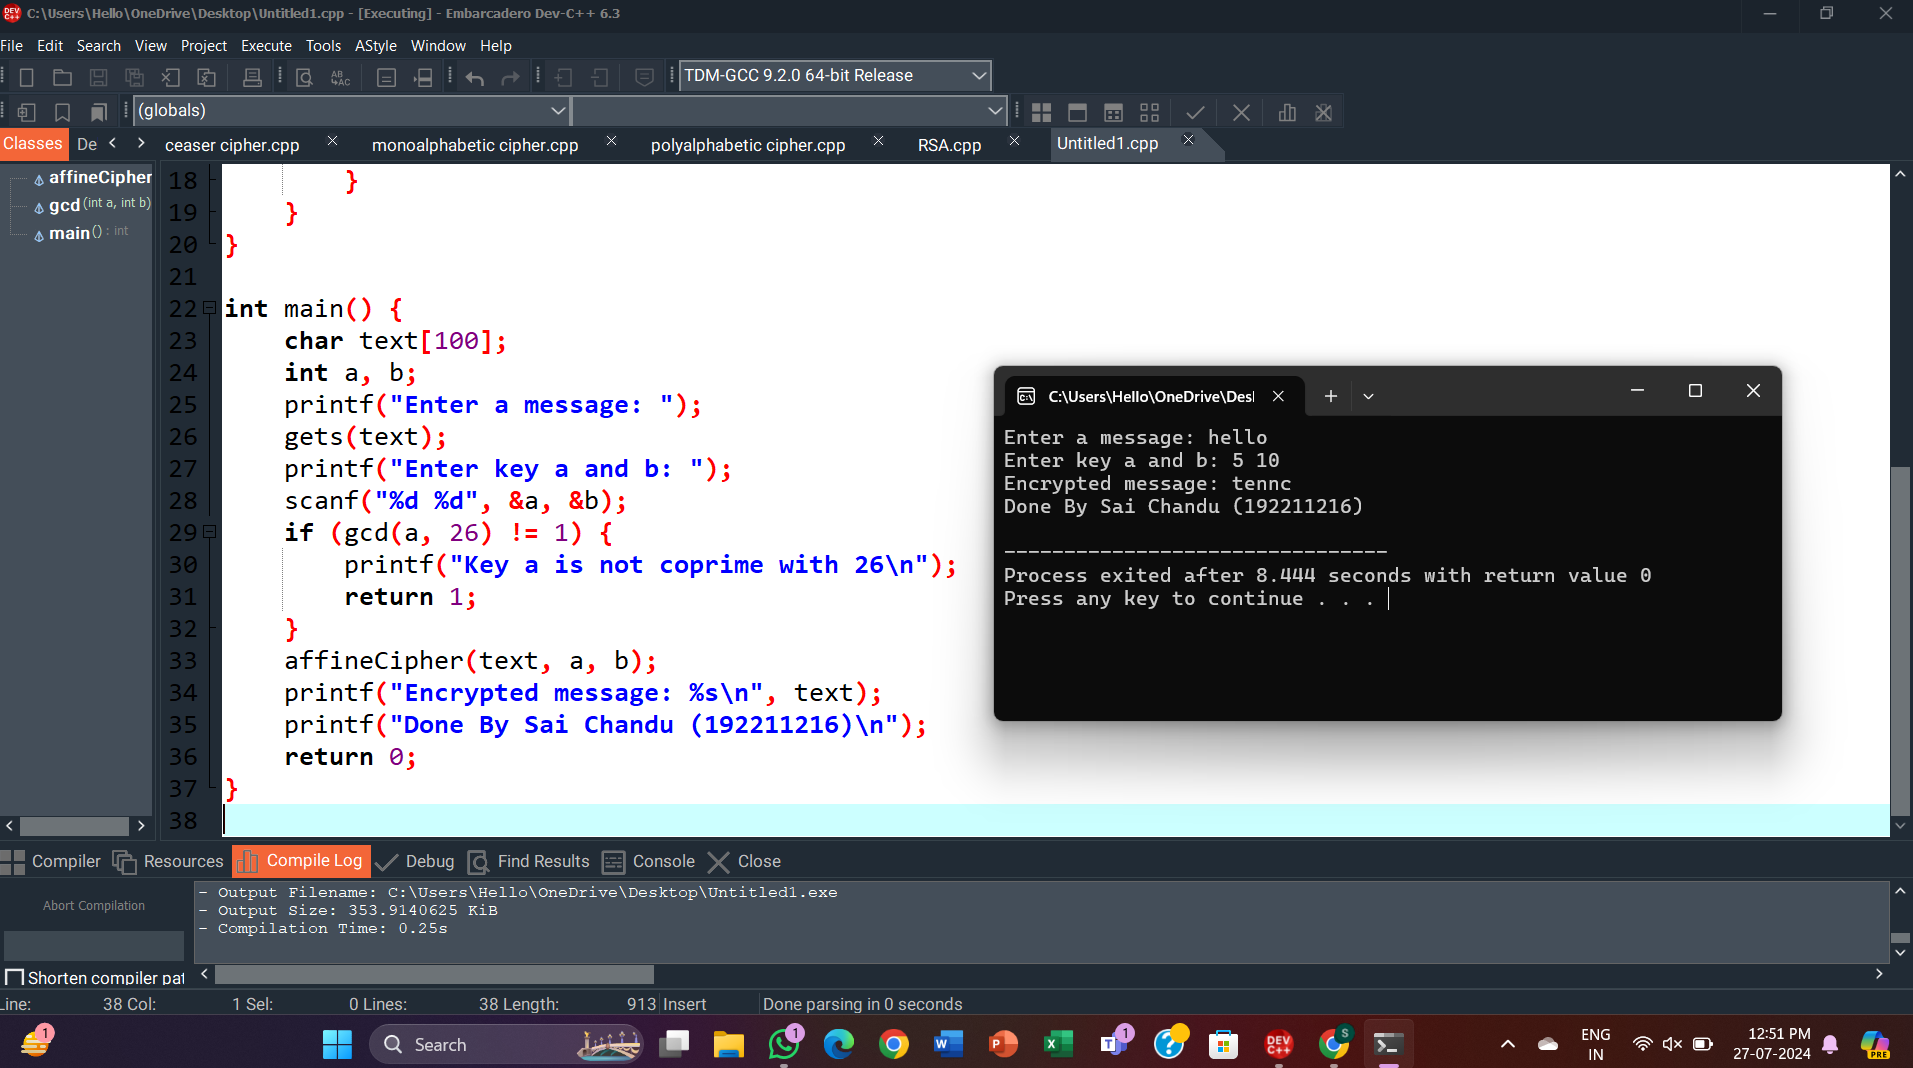 C:\Users\Hello\OneDrive\Desktop\Untitled1.cpp - [Executing] - Embarcadero Dev-C++ 6.3
File Edit Search View Project Execute Tools AStyle Window Help
TDM-GCC 9.2.0 64-bit Release
(globals)
Classes De ceaser cipher.cpp monoalphabetic cipher.cpp polyalphabetic cipher.cpp RSA.cpp Untitled1.cpp
affineCipher
gcd (int a, int b)
main () : int
18 }
19 }
20 }
21
22 int main() {
23 char text[100];
24 int a, b;
25 printf("Enter a message: ");
26 gets(text);
27 printf("Enter key a and b: ");
28 scanf("%d %d", &a, &b);
29 if (gcd(a, 26) != 1) {
30 printf("Key a is not coprime with 26\n");
31 return 1;
32 }
33 affineCipher(text, a, b);
34 printf("Encrypted message: %s\n", text);
35 printf("Done By Sai Chandu (192211216)\n");
36 return 0;
37 }
38
C:\Users\Hello\OneDrive\Des
Enter a message: hello
Enter key a and b: 5 10
Encrypted message: tennc
Done By Sai Chandu (192211216)
--------------------------------
Process exited after 8.444 seconds with return value 0
Press any key to continue . . .
Compiler Resources Compile Log Debug Find Results Console Close
Abort Compilation
Shorten compiler pat
- Output Filename: C:\Users\Hello\OneDrive\Desktop\Untitled1.exe
- Output Size: 353.9140625 KiB
- Compilation Time: 0.25s
Line: 38 Col: 1 Sel: 0 Lines: 38 Length: 913 Insert Done parsing in 0 seconds
1
Search
1
1
S
DEV C++
ENG
IN
12:51 PM
27-07-2024
PRE